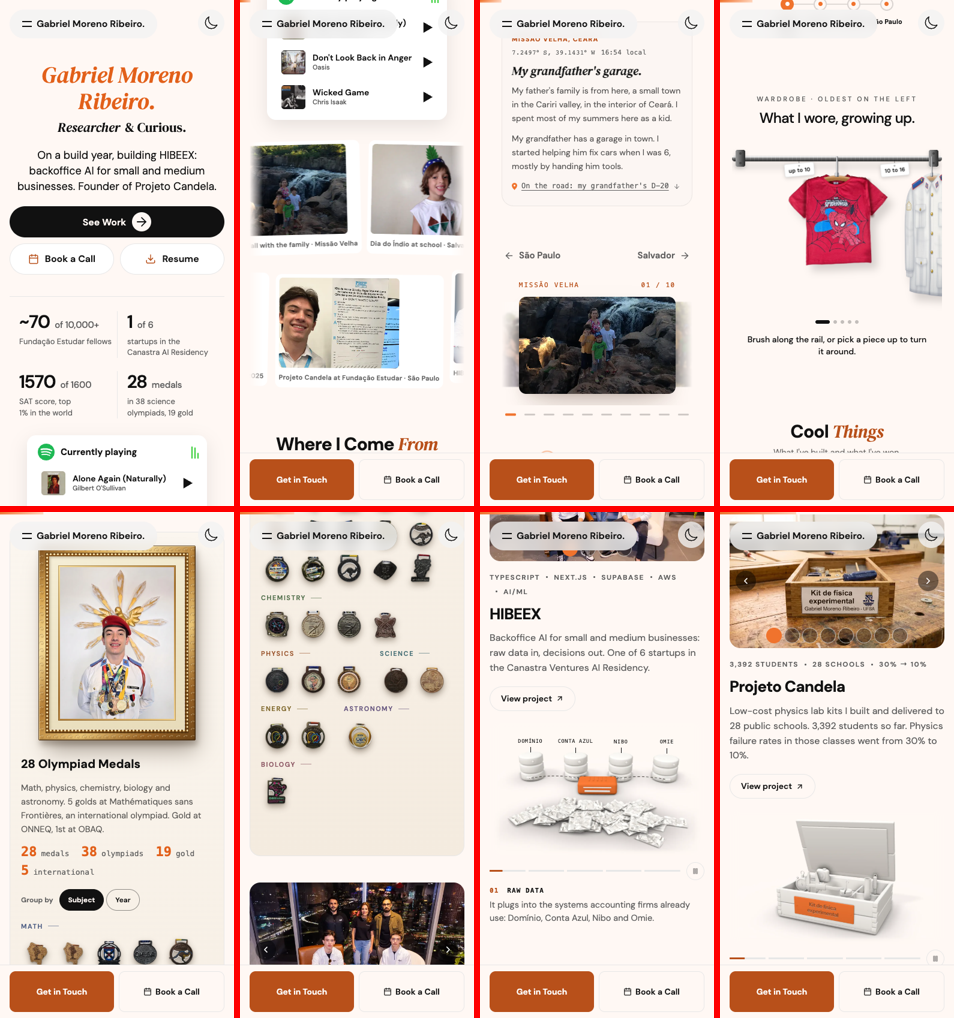 Gabriel Moreno Ribeiro.
Gabriel Moreno
Ribeiro.
Researcher & Curious.
On a build year, building HIBEEX:
backoffice AI for small and medium
businesses. Founder of Projeto Candela.
See Work
Book a Call
Resume
~70 of 10,000+
Fundação Estudar fellows
1 of 6
startups in the
Canastra AI Residency
1570 of 1600
SAT score, top
1% in the world
28 medals
in 38 science
olympiads, 19 gold
Currently playing
Alone Again (Naturally)
Gilbert O'Sullivan
Gabriel Moreno Ribeiro.
Don't Look Back in Anger
Oasis
Wicked Game
Chris Isaak
with the family · Missão Velha
Dia do Índio at school
Projeto Candela at Fundação Estudar · São Paulo
Where I Come From
Get in Touch
Book a Call
Gabriel Moreno Ribeiro.
MISSÃO VELHA, CEARÁ
7.2497° S, 39.1431° W 16:54 local
My grandfather's garage.
My father's family is from here, a small town
in the Cariri valley, in the interior of Ceará. I
spent most of my summers here as a kid.
My grandfather has a garage in town. I
started helping him fix cars when I was 6,
mostly by handing him tools.
On the road: my grandfather's D-20 ↓
← São Paulo
Salvador →
MISSÃO VELHA
01 / 10
Get in Touch
Book a Call
Gabriel Moreno Ribeiro.
São Paulo
WARDROBE · OLDEST ON THE LEFT
What I wore, growing up.
up to 10
10 to 16
Brush along the rail, or pick a piece up to turn
it around.
Cool Things
What I've built and what I've won
Get in Touch
Book a Call
Gabriel Moreno Ribeiro.
28 Olympiad Medals
Math, physics, chemistry, biology and
astronomy. 5 golds at Mathématiques sans
Frontières, an international olympiad. Gold at
ONNEQ, 1st at OBAQ.
28 medals 38 olympiads 19 gold
5 international
Group by
Subject
Year
MATH
Get in Touch
Book a Call
Gabriel Moreno Ribeiro.
CHEMISTRY
PHYSICS
SCIENCE
ENERGY
ASTRONOMY
BIOLOGY
Get in Touch
Book a Call
Gabriel Moreno Ribeiro.
TYPESCRIPT • NEXT.JS • SUPABASE • AWS
• AI/ML
HIBEEX
Backoffice AI for small and medium businesses:
raw data in, decisions out. One of 6 startups in
the Canastra Ventures AI Residency.
View project ↗
DOMÍNIO
CONTA AZUL
NIBO
OMIE
01 RAW DATA
It plugs into the systems accounting firms already
use: Domínio, Conta Azul, Nibo and Omie.
Get in Touch
Book a Call
Gabriel Moreno Ribeiro.
Kit de física
experimental
Gabriel Moreno Ribeiro - UFBA
3,392 STUDENTS • 28 SCHOOLS • 30% → 10%
Projeto Candela
Low-cost physics lab kits I built and delivered to
28 public schools. 3,392 students so far. Physics
failure rates in those classes went from 30% to
10%.
View project ↗
Kit de física
experimental
Get in Touch
Book a Call